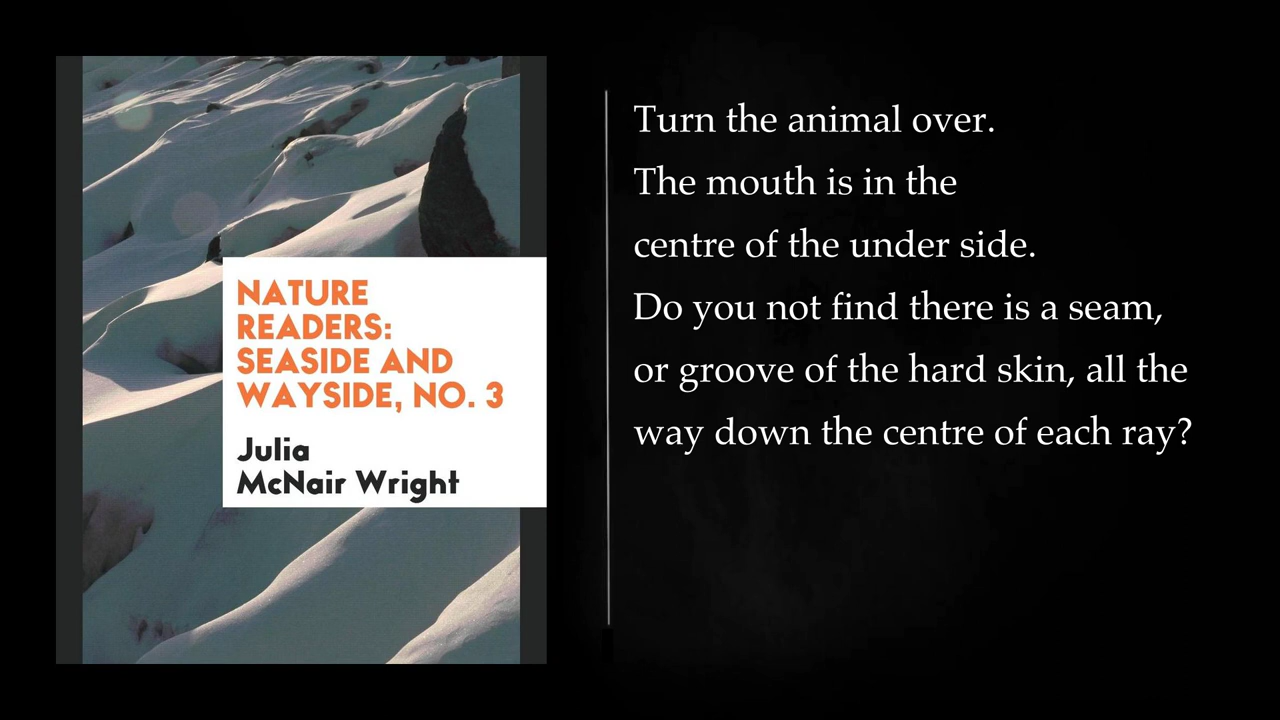 NATURE
READERS:
SEASIDE AND
WAYSIDE, NO. 3
Julia
McNair Wright
Turn the animal over.
The mouth is in the
centre of the under side.
Do you not find there is a seam,
or groove of the hard skin, all the
way down the centre of each ray?